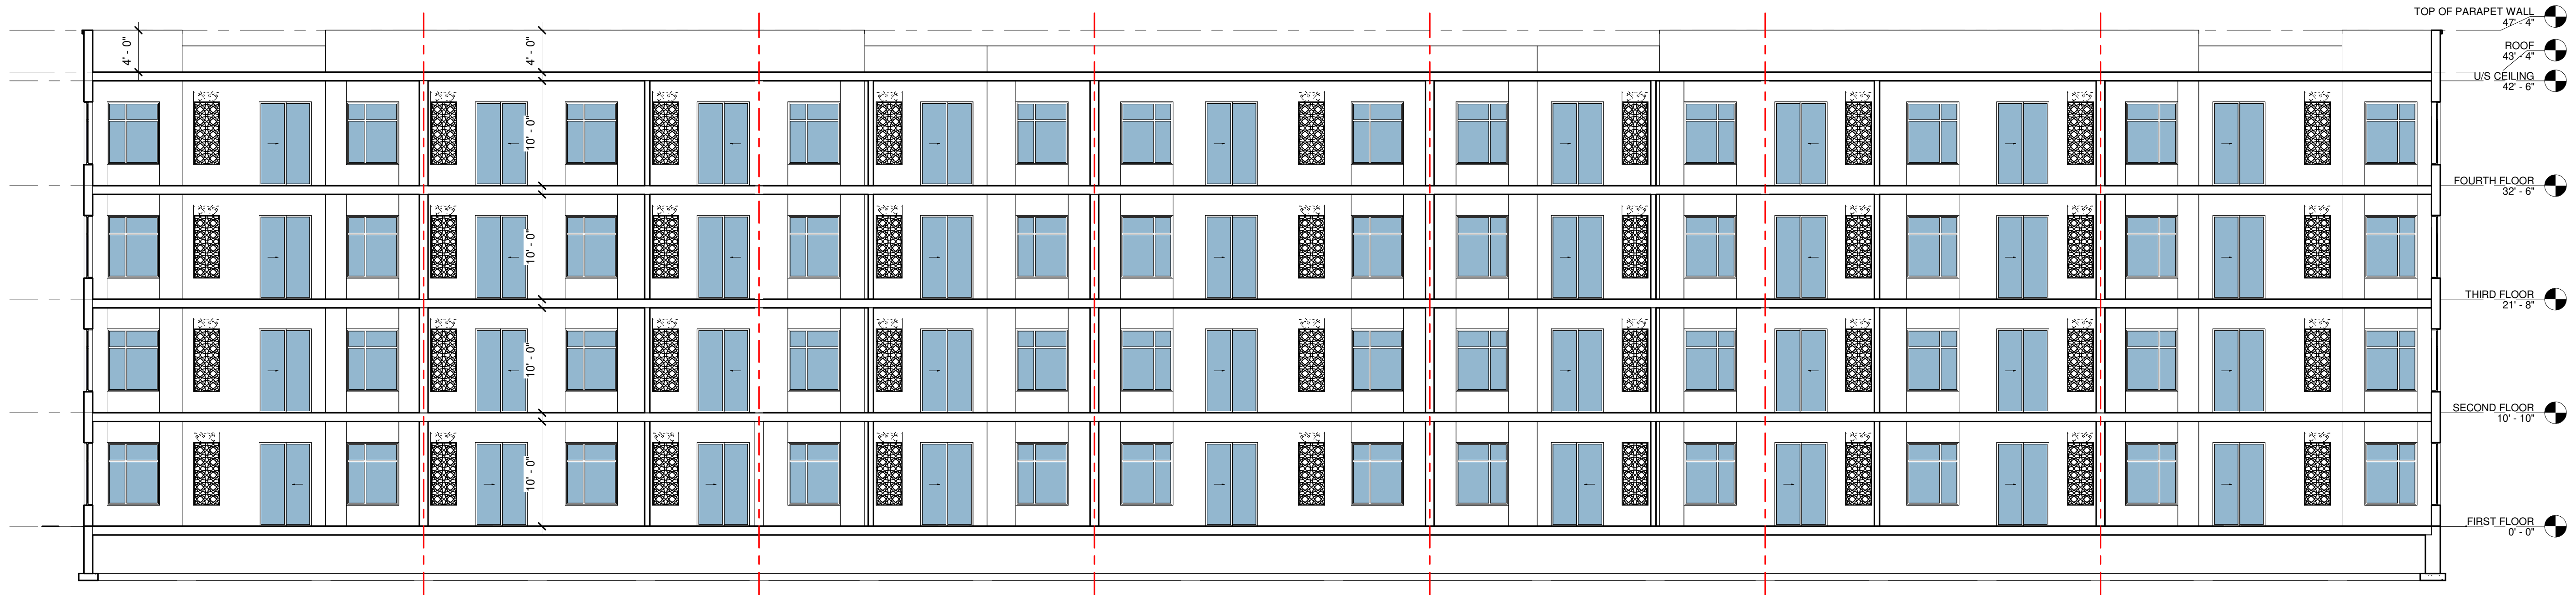 TOP OF PARAPET WALL
47' - 4"
4' - 0"
4' - 0"
ROOF
43' - 4"
U/S CEILING
42' - 6"
10' - 0"
FOURTH FLOOR
32' - 6"
10' - 0"
THIRD FLOOR
21' - 8"
10' - 0"
SECOND FLOOR
10' - 10"
10' - 0"
FIRST FLOOR
0' - 0"